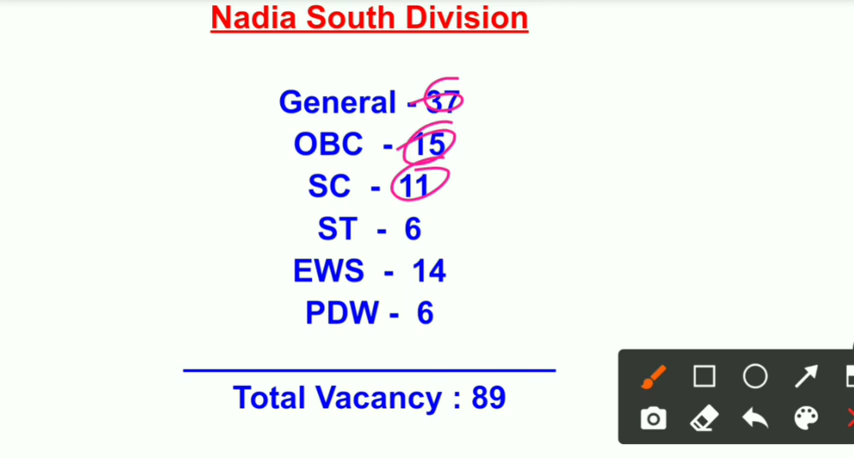 Nadia South Division
General - 37
OBC - 15
SC - 11
ST - 6
EWS - 14
PDW - 6
Total Vacancy : 89